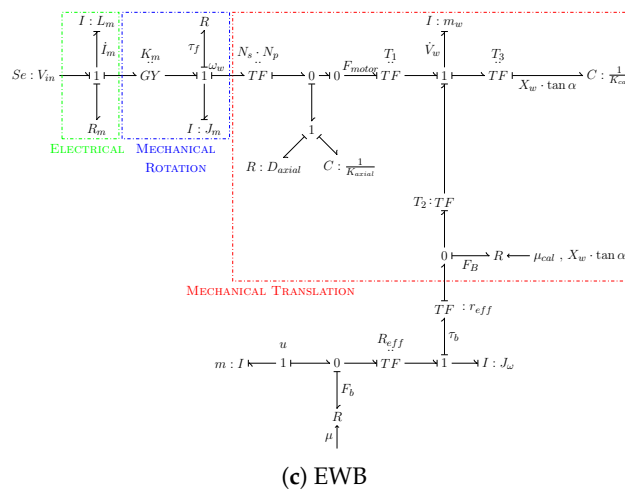 I : L_m R I : m_w
i̇_m K_m τ_f ω_w N_s · N_p F_motor T_1 V̇_w T_3
Se : V_in 1 GY 1 TF 0 0 TF 1 TF X_w · tan α C : 1/K_ca
R_m I : J_m 1
ELECTRICAL MECHANICAL ROTATION
R : D_axial C : 1/K_axial
T_2 : TF
0 F_B R μ_cal , X_w · tan α
MECHANICAL TRANSLATION
TF : r_eff
u R_eff τ_b
m : I 1 0 TF 1 I : J_ω
F_b
R
μ
(c) EWB